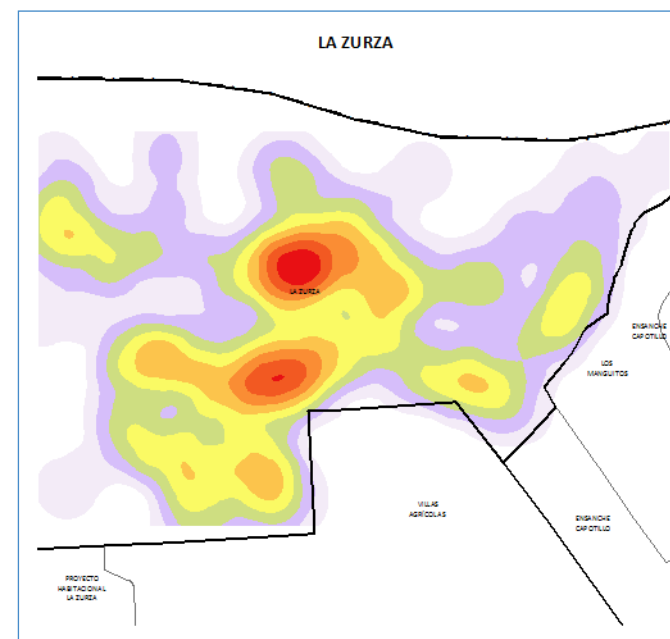 LA ZURZA
LA ZURZA
ENSANCHE
CAPOTILLO
LOS
MANGUITOS
VILLAS
AGRÍCOLAS
ENSANCHE
CAPOTILLO
PROYECTO
HABITACIONAL
LA ZURZA